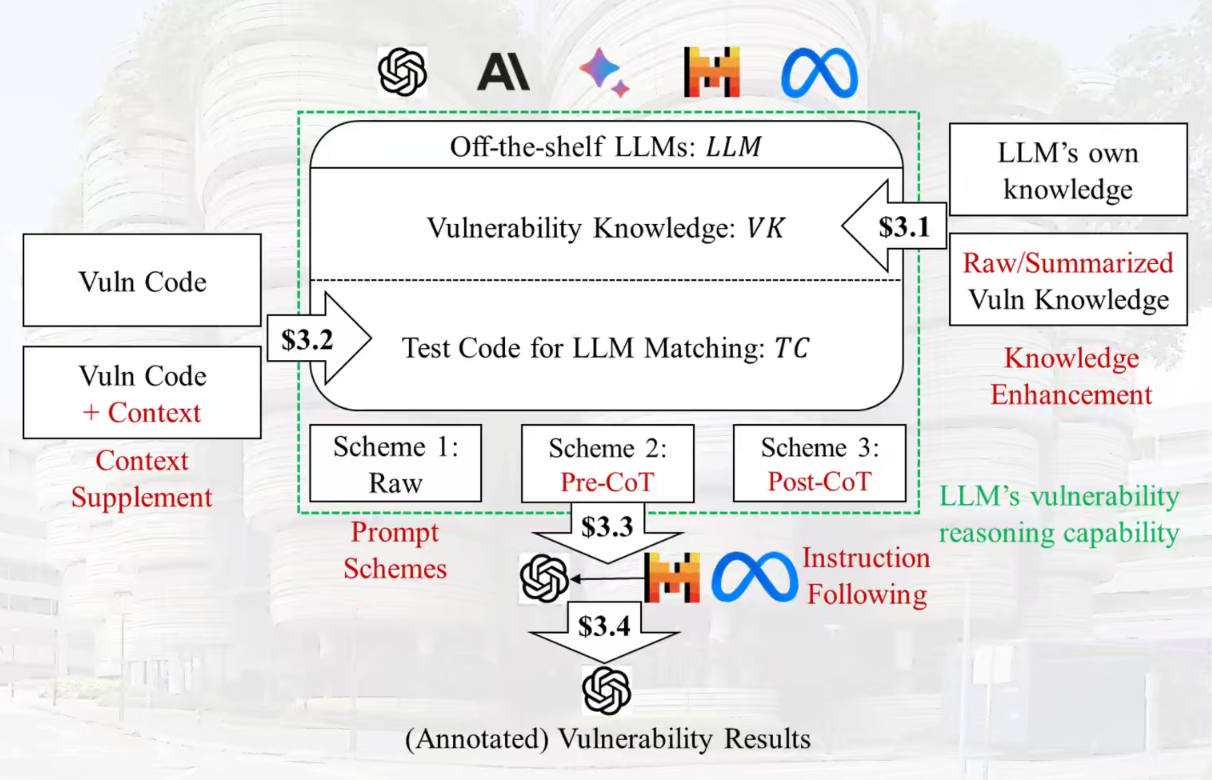 Off-the-shelf LLMs: LLM
Vulnerability Knowledge: VK
Test Code for LLM Matching: TC
LLM's own
knowledge
$3.1
Raw/Summarized
Vuln Knowledge
Knowledge
Enhancement
Vuln Code
$3.2
Vuln Code
+ Context
Context
Supplement
Scheme 1:
Raw
Scheme 2:
Pre-CoT
Scheme 3:
Post-CoT
LLM's vulnerability
reasoning capability
Prompt
Schemes
$3.3
Instruction
Following
$3.4
(Annotated) Vulnerability Results